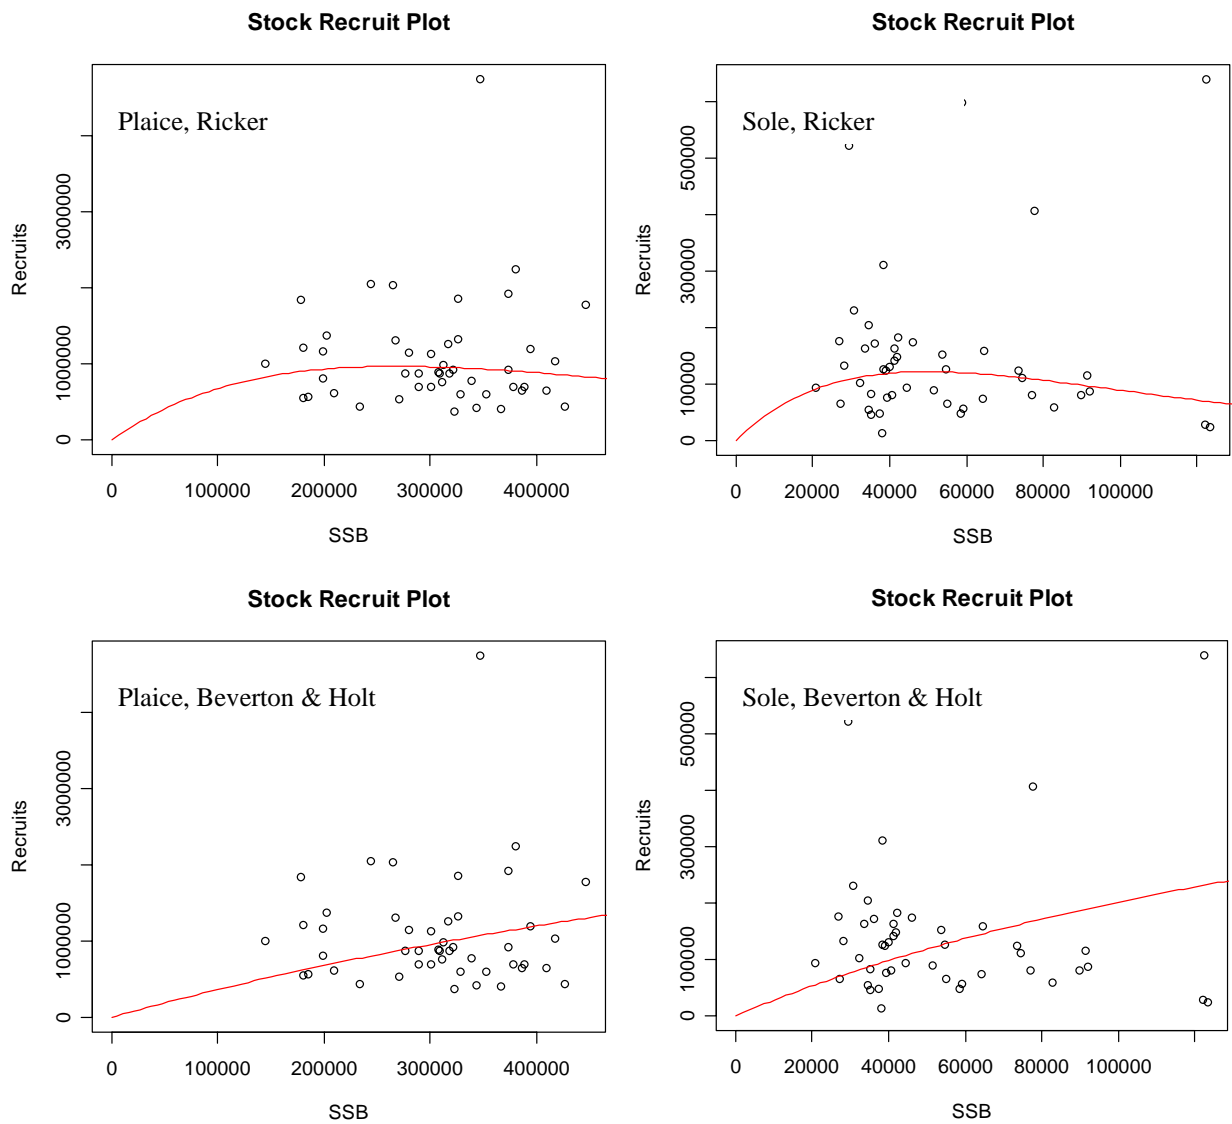 Stock Recruit Plot
Plaice, Ricker
Recruits
0 1000000 3000000
0 100000 200000 300000 400000
SSB
Stock Recruit Plot
Sole, Ricker
Recruits
0 100000 300000 500000
0 20000 40000 60000 80000 100000
SSB
Stock Recruit Plot
Plaice, Beverton & Holt
Recruits
0 1000000 3000000
0 100000 200000 300000 400000
SSB
Stock Recruit Plot
Sole, Beverton & Holt
Recruits
0 100000 300000 500000
0 20000 40000 60000 80000 100000
SSB